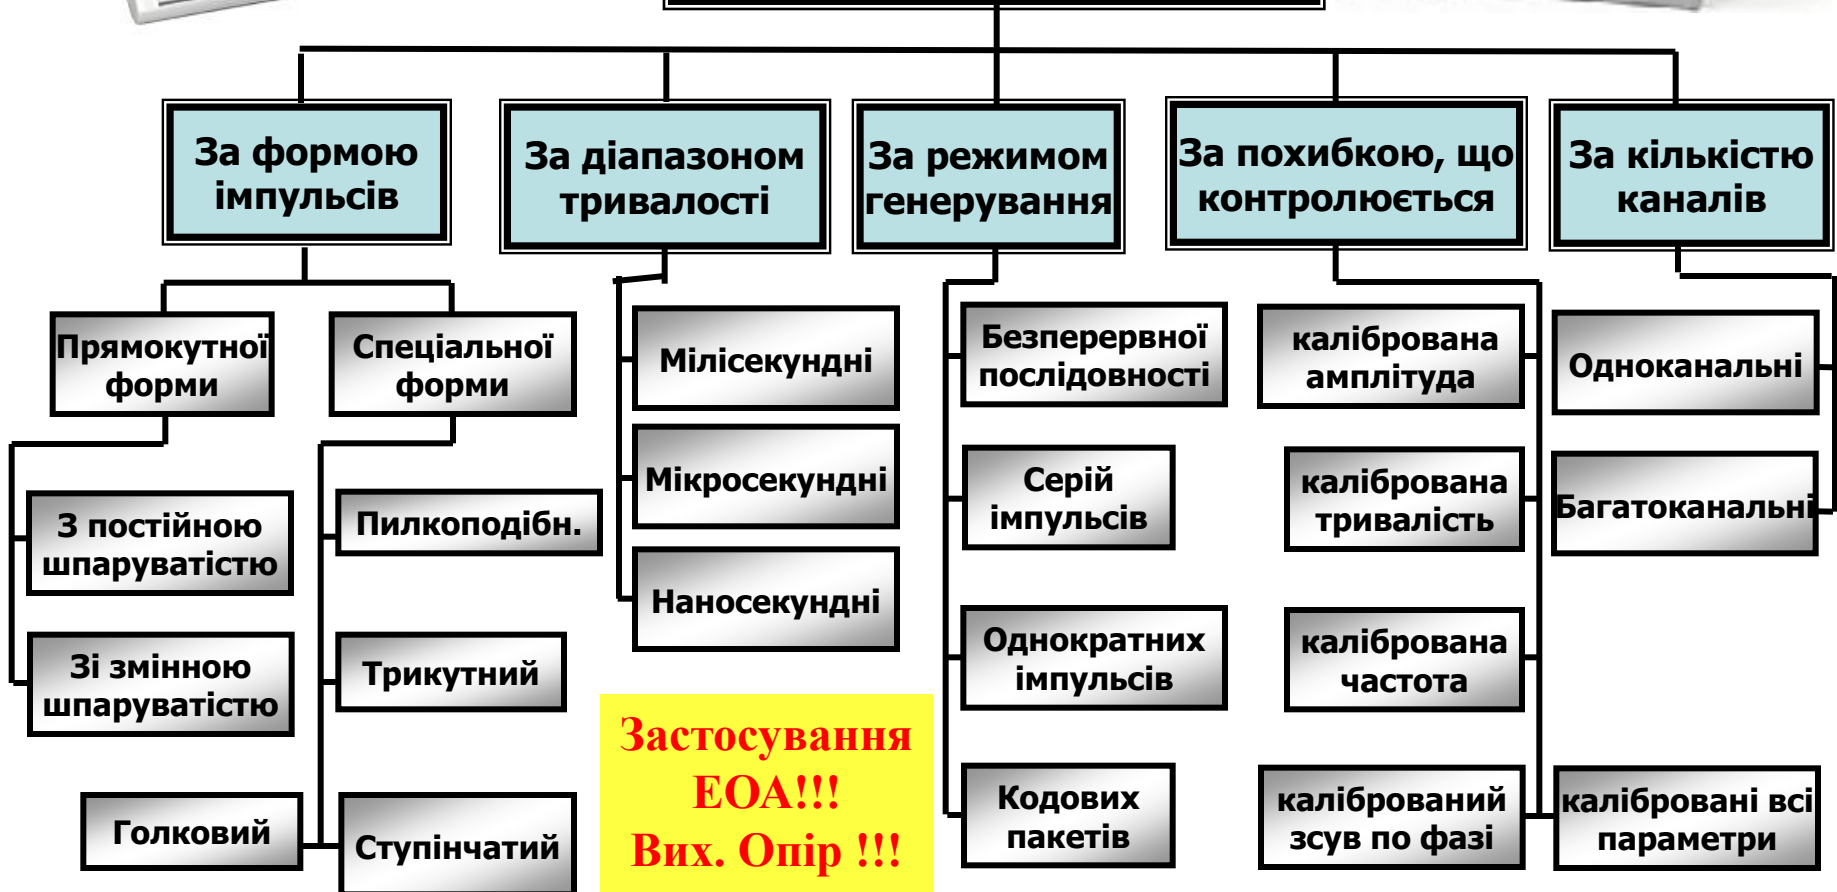 За формою
імпульсів
За діапазоном
тривалості
За режимом
генерування
За похибкою, що
контролюється
За кількістю
каналів
Прямокутної
форми
Спеціальної
форми
З постійною
шпаруватістю
Зі змінною
шпаруватістю
Пилкоподібн.
Трикутний
Голковий
Ступінчатий
Мілісекундні
Мікросекундні
Наносекундні
Безперервної
послідовності
Серій
імпульсів
Однократних
імпульсів
Кодових
пакетів
калібрована
амплітуда
калібрована
тривалість
калібрована
частота
калібрований
зсув по фазі
калібровані всі
параметри
Одноканальні
Багатоканальні
Застосування
ЕОА!!!
Вих. Опір !!!